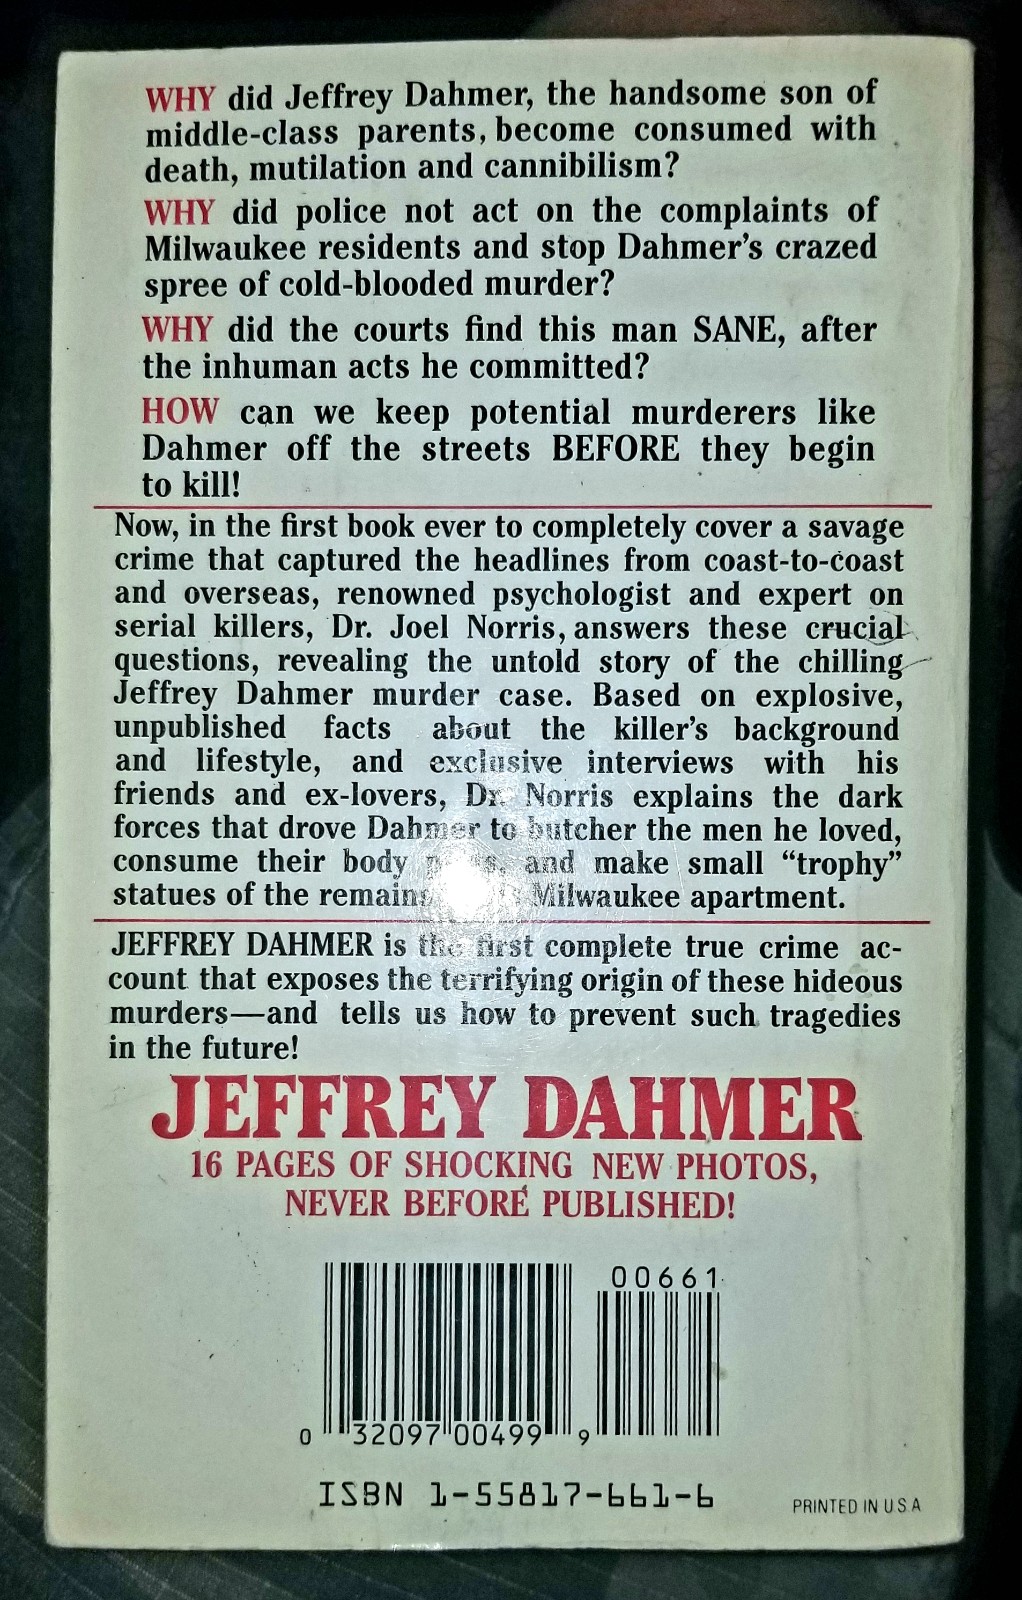 WHY did Jeffrey Dahmer, the handsome son of
middle-class parents, become consumed with
death, mutilation and cannibilism?
WHY did police not act on the complaints of
Milwaukee residents and stop Dahmer's crazed
spree of cold-blooded murder?
WHY did the courts find this man SANE, after
the inhuman acts he committed?
HOW can we keep potential murderers like
Dahmer off the streets BEFORE they begin
to kill!
Now, in the first book ever to completely cover a savage
crime that captured the headlines from coast-to-coast
and overseas, renowned psychologist and expert on
serial killers, Dr. Joel Norris, answers these crucial
questions, revealing the untold story of the chilling
Jeffrey Dahmer murder case. Based on explosive,
unpublished facts about the killer's background
and lifestyle, and exclusive interviews with his
friends and ex-lovers, Dr. Norris explains the dark
forces that drove Dahmer to butcher the men he loved,
consume their body and make small "trophy"
statues of the Milwaukee apartment.
JEFFREY DAHMER is the first complete true crime ac-
count that exposes the terrifying origin of these hideous
murders—and tells us how to prevent such tragedies
in the future!
JEFFREY DAHMER
16 PAGES OF SHOCKING NEW PHOTOS,
NEVER BEFORE PUBLISHED!
00661
0 32097 00499 9
ISBN 1-55817-661-6
PRINTED IN U.S.A